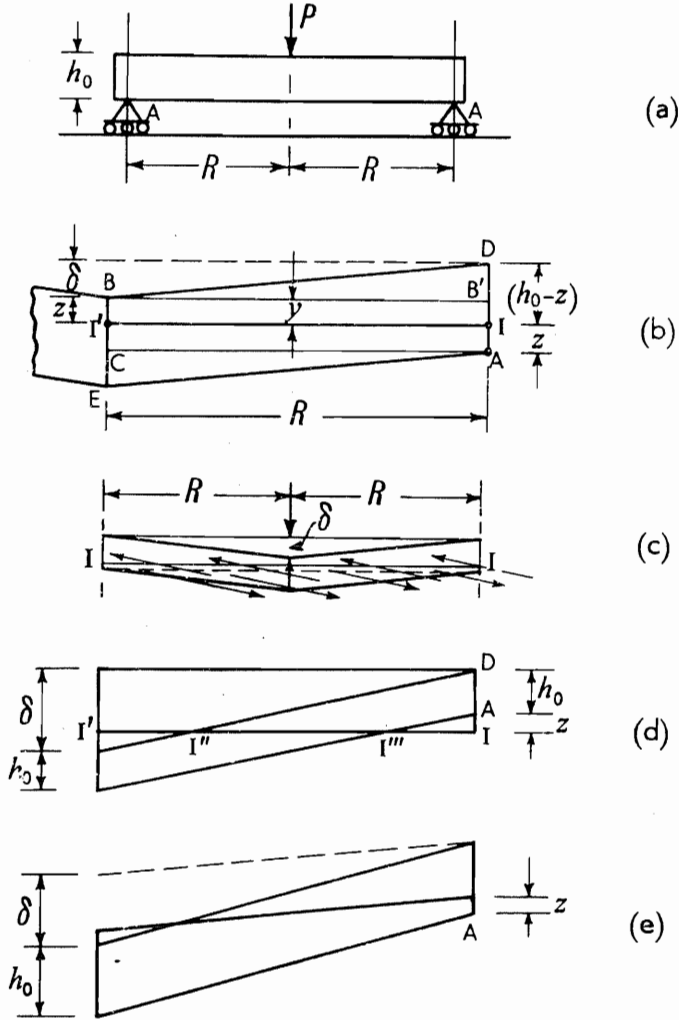 P
h₀
A
A
R
R
(a)
δ
B
D
z
B'
(h₀-z)
I'
y
I
z
C
A
E
R
(b)
R
R
δ
I
I
(c)
D
δ
h₀
A
I'
I''
I'''
I
z
h₀
(d)
δ
z
A
h₀
(e)